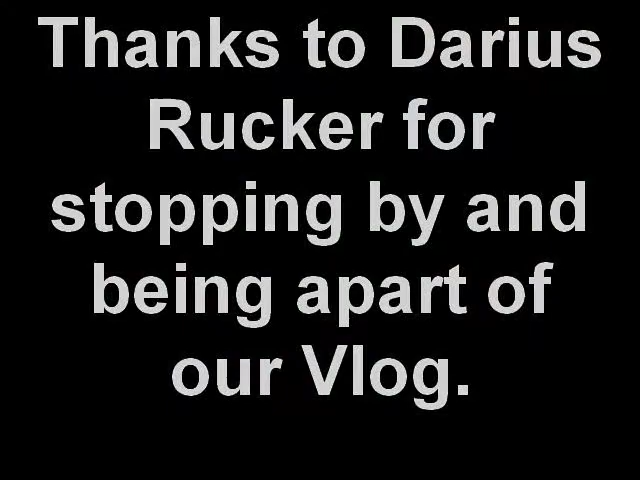 Thanks to Darius
Rucker for
stopping by and
being apart of
our Vlog.